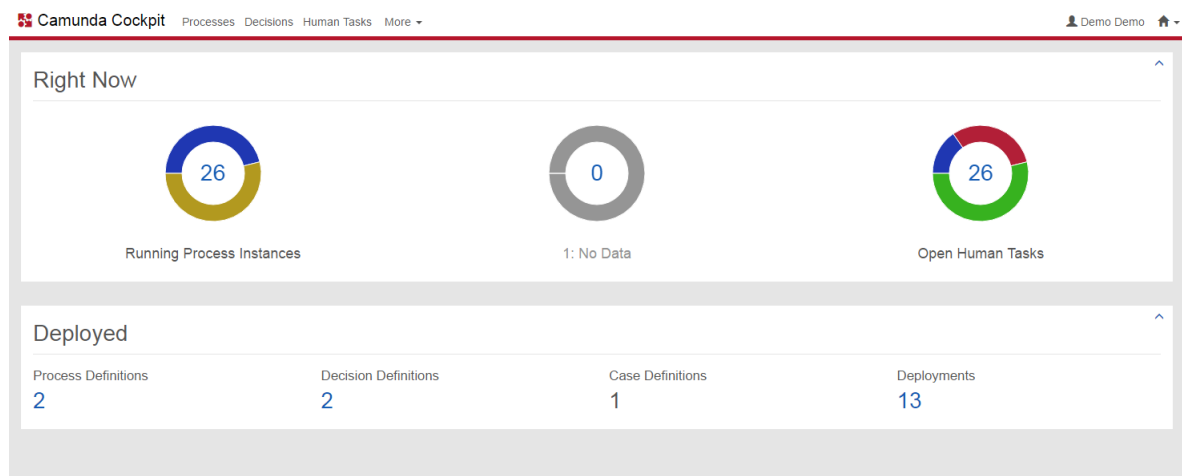 Camunda Cockpit Processes Decisions Human Tasks More Demo Demo
Right Now
26 0 26
Running Process Instances 1: No Data Open Human Tasks
Deployed
Process Definitions Decision Definitions Case Definitions Deployments
2 2 1 13